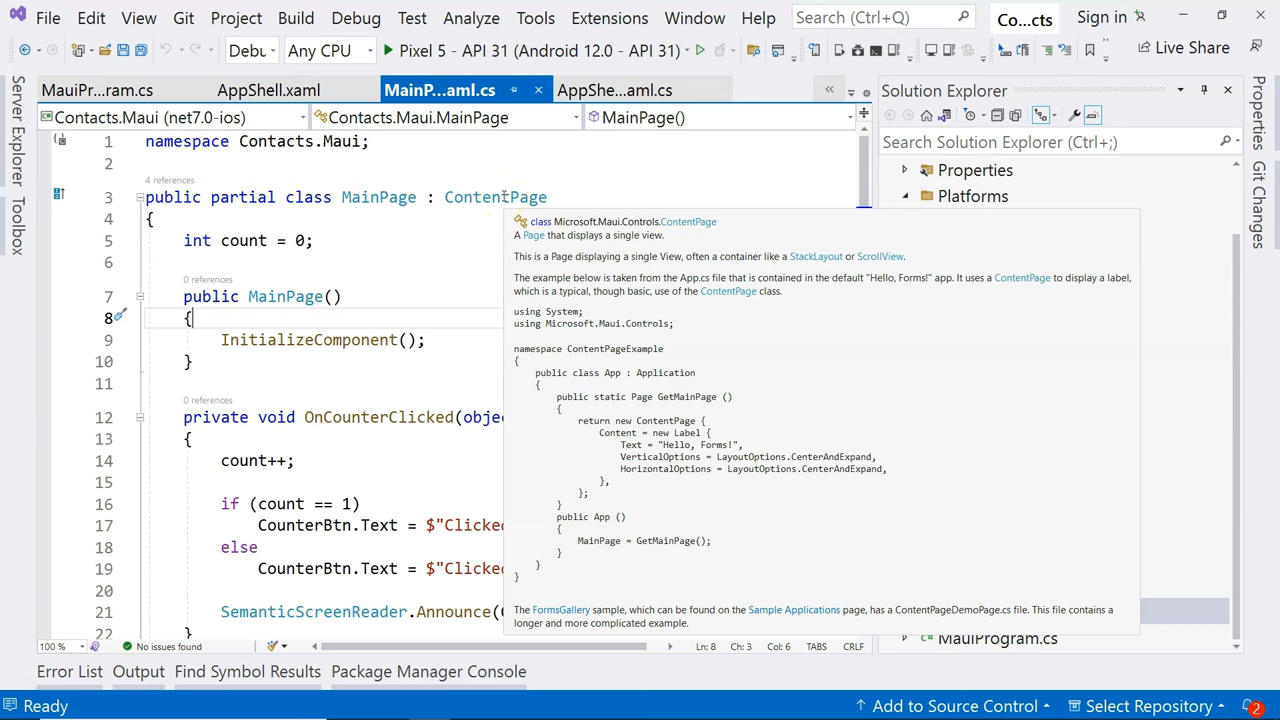 File Edit View Git Project Build Debug Test Analyze Tools Extensions Window Help Search (Ctrl+Q) Co...cts Sign in
Debu Any CPU Pixel 5 - API 31 (Android 12.0 - API 31) Live Share
MauiPr...ram.cs AppShell.xaml MainP...aml.cs AppShe...aml.cs
Contacts.Maui (net7.0-ios) Contacts.Maui.MainPage MainPage()
Server Explorer
Toolbox
1 namespace Contacts.Maui;
2
4 references
3 public partial class MainPage : ContentPage
4 {
5 int count = 0;
6
0 references
7 public MainPage()
8 {
9 InitializeComponent();
10 }
11
0 references
12 private void OnCounterClicked(objec
13 {
14 count++;
15
16 if (count == 1)
17 CounterBtn.Text = $"Clicked
18 else
19 CounterBtn.Text = $"Clicked
20
21 SemanticScreenReader.Announce(C
22 }
class Microsoft.Maui.Controls.ContentPage
A Page that displays a single view.
This is a Page displaying a single View, often a container like a StackLayout or ScrollView.
The example below is taken from the App.cs file that is contained in the default "Hello, Forms!" app. It uses a ContentPage to display a label,
which is a typical, though basic, use of the ContentPage class.
using System;
using Microsoft.Maui.Controls;
namespace ContentPageExample
{
public class App : Application
{
public static Page GetMainPage ()
{
return new ContentPage {
Content = new Label {
Text = "Hello, Forms!",
VerticalOptions = LayoutOptions.CenterAndExpand,
HorizontalOptions = LayoutOptions.CenterAndExpand,
},
};
}
public App ()
{
MainPage = GetMainPage();
}
}
}
The FormsGallery sample, which can be found on the Sample Applications page, has a ContentPageDemoPage.cs file. This file contains a
longer and more complicated example.
Solution Explorer
Search Solution Explorer (Ctrl+;)
Properties
Platforms
MauiProgram.cs
Properties
Git Changes
100 % No issues found Ln: 8 Ch: 3 Col: 6 TABS CRLF
Error List Output Find Symbol Results Package Manager Console
Ready Add to Source Control Select Repository 2